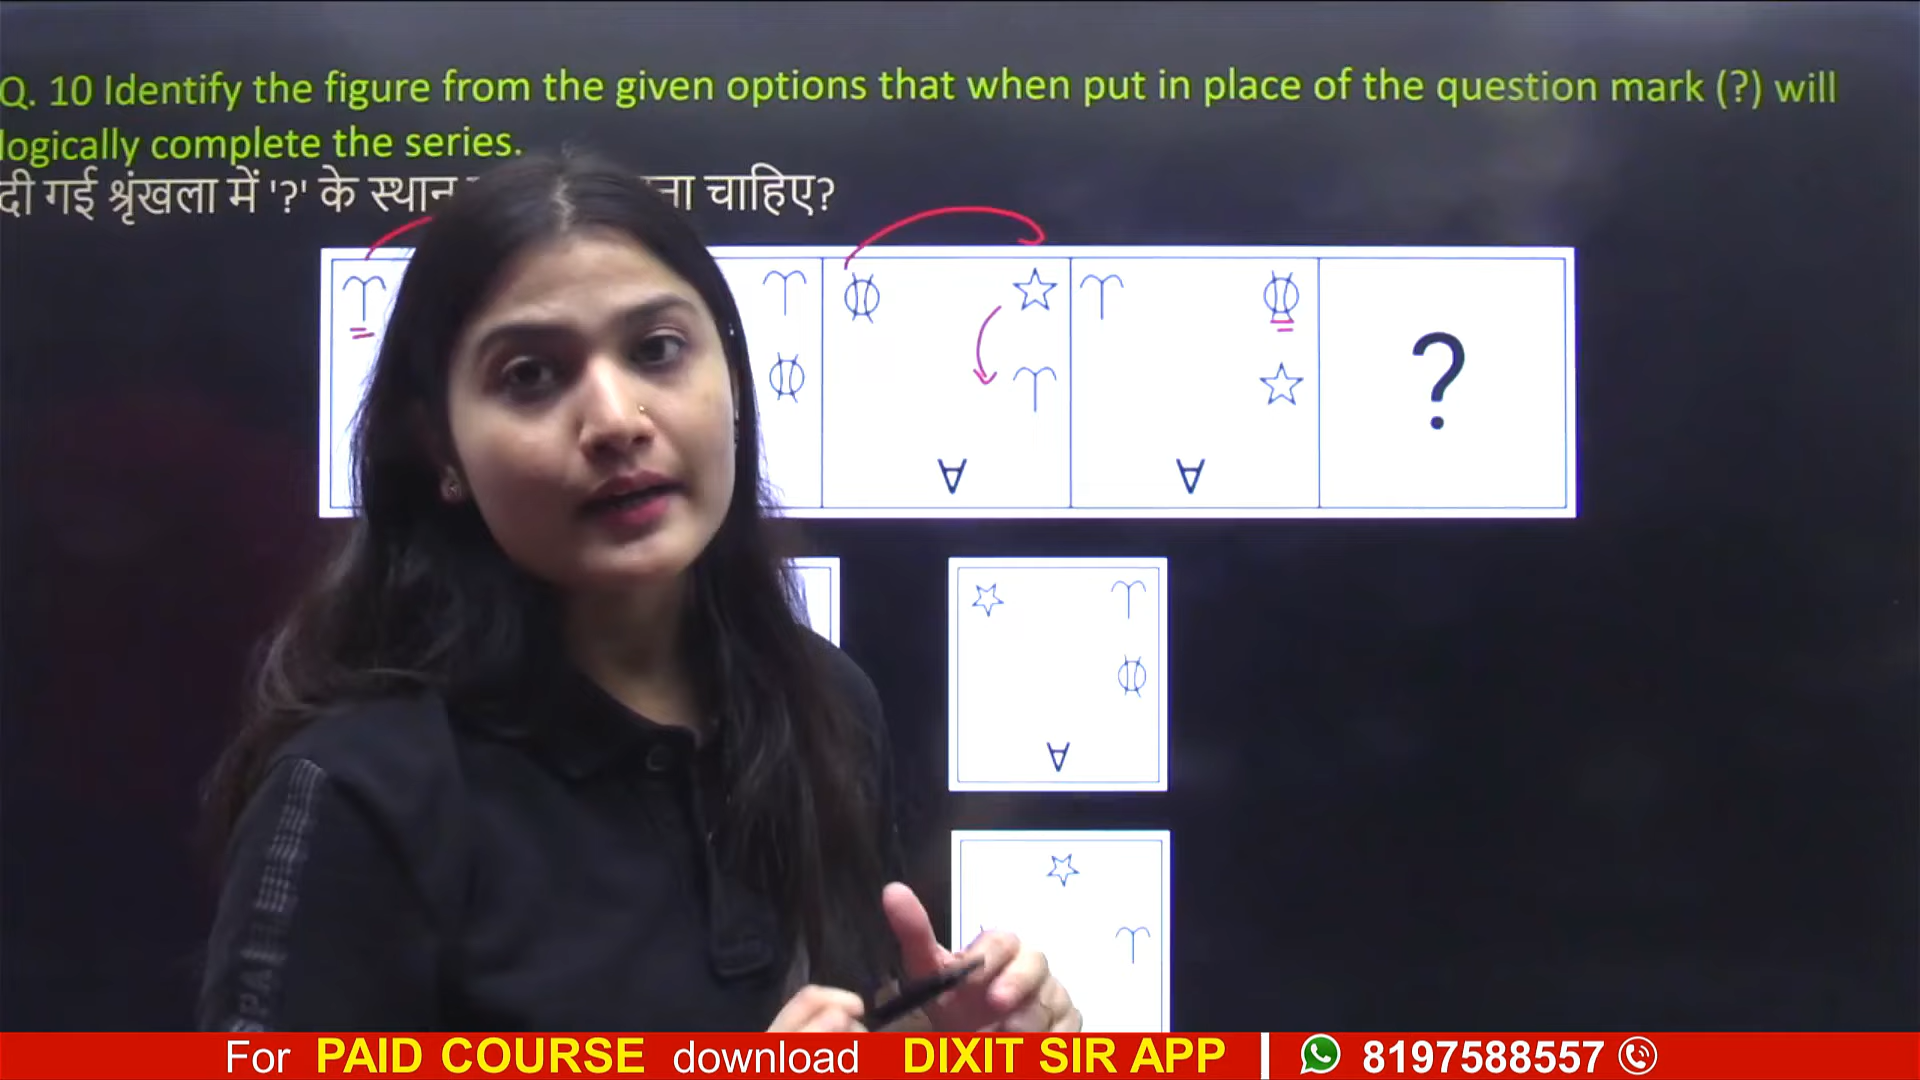 Q. 10 Identify the figure from the given options that when put in place of the question mark (?) will
logically complete the series.
दी गई श्रृंखला में '?' के स्थान चाहिए?
?
SPA
For PAID COURSE download DIXIT SIR APP | 8197588557